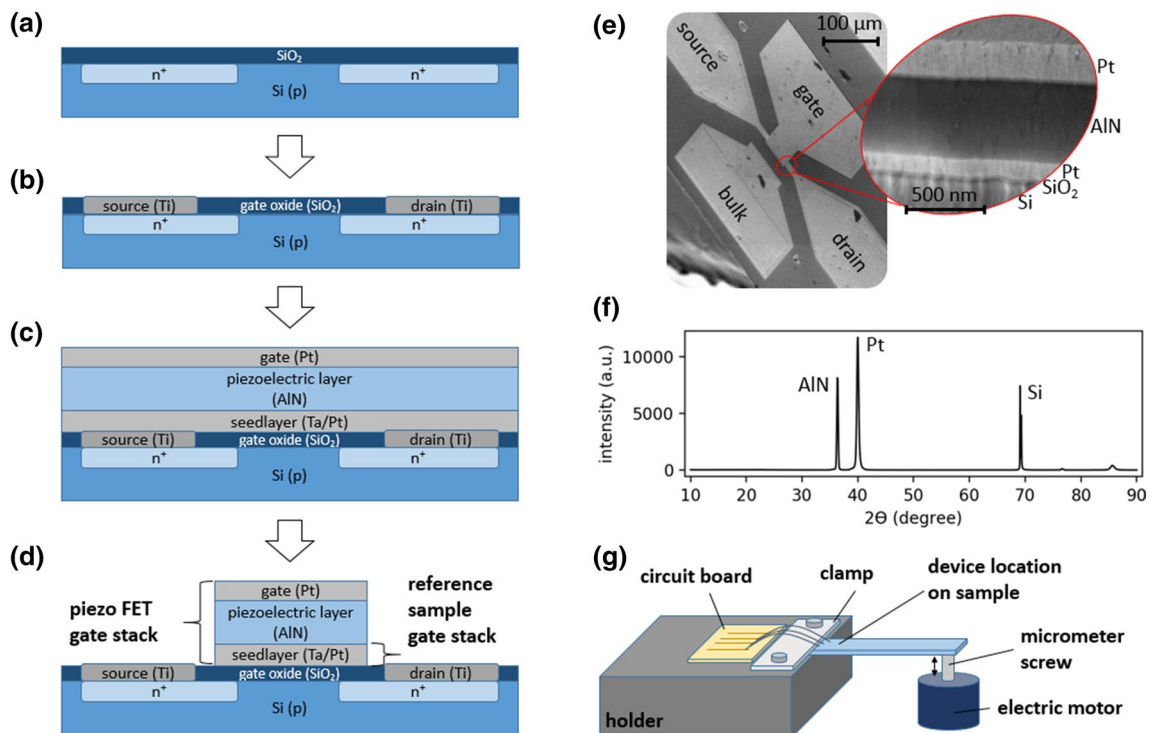 (a)
SiO₂
n⁺ n⁺
Si (p)
(b)
source (Ti) gate oxide (SiO₂) drain (Ti)
n⁺ n⁺
Si (p)
(c)
gate (Pt)
piezoelectric layer
(AlN)
seedlayer (Ta/Pt)
source (Ti) gate oxide (SiO₂) drain (Ti)
n⁺ n⁺
Si (p)
(d)
piezo FET
gate stack
gate (Pt)
piezoelectric layer
(AlN)
seedlayer (Ta/Pt)
reference
sample
gate stack
source (Ti) gate oxide (SiO₂) drain (Ti)
n⁺ n⁺
Si (p)
(e)
100 µm
source
gate
bulk
drain
Pt
AlN
Pt
SiO₂
Si
500 nm
(f)
intensity (a.u.)
10000
5000
0
AlN
Pt
Si
10 20 30 40 50 60 70 80 90
2Θ (degree)
(g)
circuit board
clamp
device location
on sample
micrometer
screw
electric motor
holder